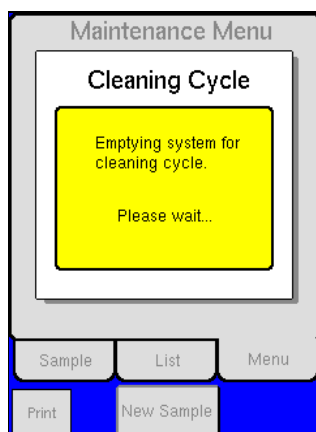 Maintenance Menu
Cleaning Cycle
Emptying system for
cleaning cycle.
Please wait...
Sample
List
Menu
Print
New Sample